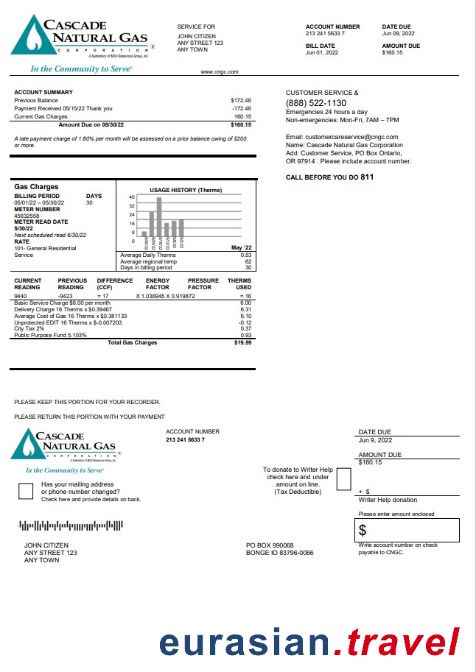 CASCADE
NATURAL GAS
CORPORATION
A Subsidiary of MDU Resources Group, Inc.
In the Community to Serve®
SERVICE FOR
JOHN CITIZEN
ANY STREET 123
ANY TOWN
www.cngc.com
ACCOUNT NUMBER
213 241 5633 7
BILL DATE
Jun 01, 2022
DATE DUE
Jun 09, 2022
AMOUNT DUE
$160.15
ACCOUNT SUMMARY
Previous Balance $172.46
Payment Received 05/15/22 Thank you -172.46
Current Gas Charges 160.15
Amount Due on 05/30/22 $160.15
A late payment charge of 1.60% per month will be assessed on a prior balance owing of $200
or more
CUSTOMER SERVICE &
(888) 522-1130
Emergencies 24 hours a day
Non-emergencies: Mon-Fri, 7AM – 7PM
Email: customercareservice@cngc.com
Name: Cascade Natural Gas Corporation
Add: Customer Service, PO Box Ontario,
OR 97914 . Please include account number.
CALL BEFORE YOU DO 811
Gas Charges
BILLING PERIOD DAYS
05/01/22 – 05/30/22 30
METER NUMBER
45632558
METER READ DATE
5/30/22
Next scheduled read 6/30/22
RATE
101- General Residential
Service
USAGE HISTORY (Therms)
40
32
24
16
8
0
May '22
Average Daily Therms 0.53
Average regional temp 62
Days in billing period 30
CURRENT READING PREVIOUS READING DIFFERENCE (CCF) ENERGY FACTOR PRESSURE FACTOR THERMS USED
9440 -9423 = 17 X 1.036945 X 0.919872 = 16
Basic Service Charge $6.00 per month 6.00
Delivery Charge 16 Therms x $0.39467 6.31
Average Cost of Gas 16 Therms x $0.381133 6.10
Unprotected EDIT 16 Therms x $-0.007203 -0.12
City Tax 2% 0.37
Public Purpose Fund 5.103% 0.93
Total Gas Charges $19.59
PLEASE KEEP THIS PORTION FOR YOUR RECORDER.
PLEASE RETURN THIS PORTION WITH YOUR PAYMENT
CASCADE
NATURAL GAS
CORPORATION
A Subsidiary of MDU Resources Group, Inc.
In the Community to Serve®
ACCOUNT NUMBER
213 241 5633 7
DATE DUE
Jun 9, 2022
AMOUNT DUE
$160.15
Has your mailing address
or phone number changed?
Check here and provide details on back.
To donate to Writer Help
check here and under
amount on line.
(Tax Deductible)
+ $
Writer Help donation
Please enter amount enclosed
$
Write account number on check
payable to CNGC.
JOHN CITIZEN
ANY STREET 123
ANY TOWN
PO BOX 990068
BONGE IO 83796-0066
eurasian.travel